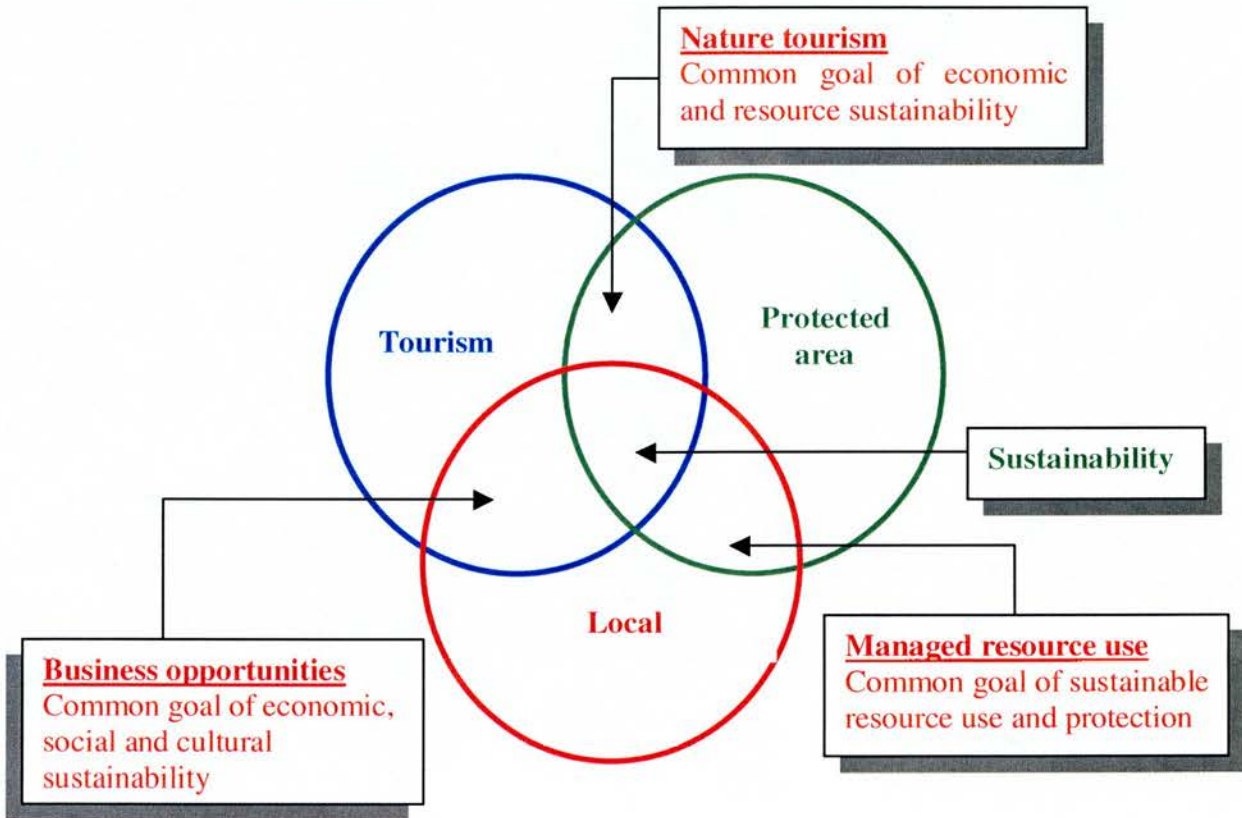 Nature tourism
Common goal of economic
and resource sustainability
Tourism
Protected
area
Sustainability
Local
Business opportunities
Common goal of economic,
social and cultural
sustainability
Managed resource use
Common goal of sustainable
resource use and protection